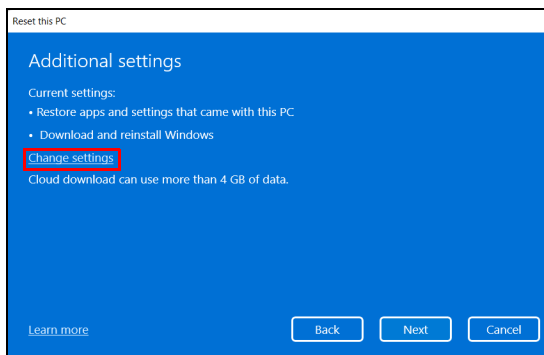 Reset this PC
Additional settings
Current settings:
• Restore apps and settings that came with this PC
• Download and reinstall Windows
Change settings
Cloud download can use more than 4 GB of data.
Learn more
Back
Next
Cancel